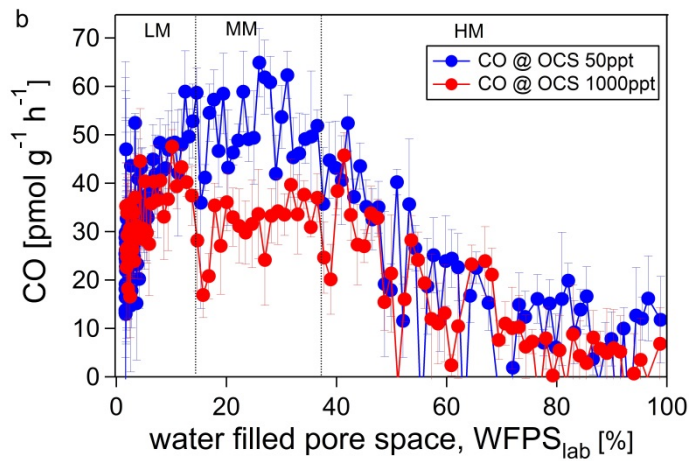 b
LM MM HM
70
60
50
40
30
20
10
0
CO [pmol g⁻¹ h⁻¹]
CO @ OCS 50ppt
CO @ OCS 1000ppt
0 20 40 60 80 100
water filled pore space, WFPSlab [%]